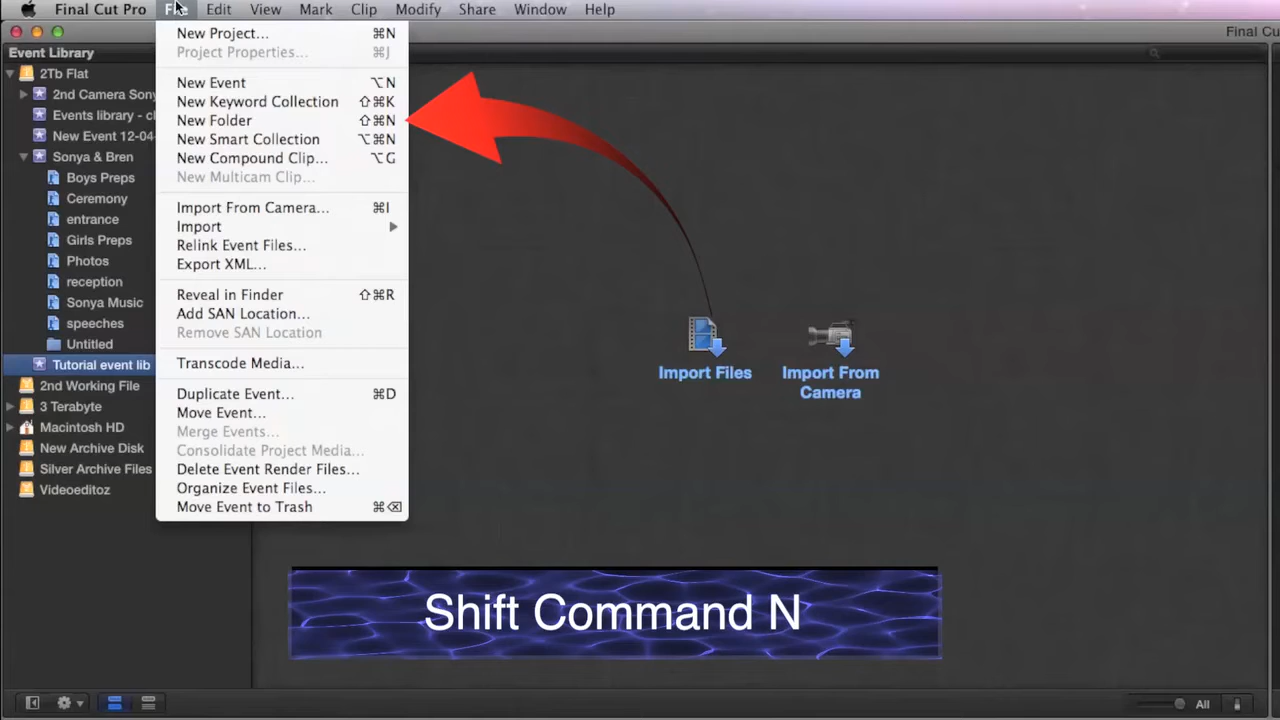 Final Cut Pro File Edit View Mark Clip Modify Share Window Help
Final Cu
Event Library
2Tb Flat
2nd Camera Sony
Events library - cl
New Event 12-04-
Sonya & Bren
Boys Preps
Ceremony
entrance
Girls Preps
Photos
reception
Sonya Music
speeches
Untitled
Tutorial event lib
2nd Working File
3 Terabyte
Macintosh HD
New Archive Disk
Silver Archive Files
Videoeditoz
New Project... ⌘N
Project Properties... ⌘J
New Event ⌥N
New Keyword Collection ⇧⌘K
New Folder ⇧⌘N
New Smart Collection ⌥⌘N
New Compound Clip... ⌥G
New Multicam Clip...
Import From Camera... ⌘I
Import
Relink Event Files...
Export XML...
Reveal in Finder ⇧⌘R
Add SAN Location...
Remove SAN Location
Transcode Media...
Duplicate Event... ⌘D
Move Event...
Merge Events...
Consolidate Project Media...
Delete Event Render Files...
Organize Event Files...
Move Event to Trash ⌘⌫
Import Files
Import From
Camera
Shift Command N
All